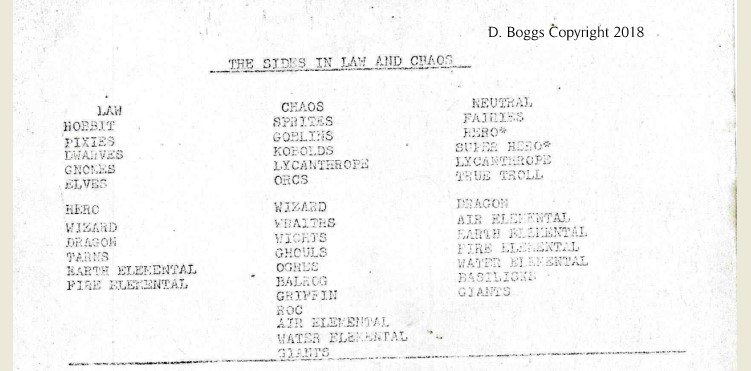 D. Boggs Copyright 2018
THE SIDES IN LAW AND CHAOS
LAW
HOBBIT
PIXIES
DWARVES
GNOMES
ELVES
HERO
WIZARD
DRAGON
TARNS
EARTH ELEMENTAL
FIRE ELEMENTAL
CHAOS
SPRITES
GOBLINS
KOBOLDS
LYCANTHROPE
ORCS
WIZARD
WRAITHS
WIGHTS
GHOULS
OGRES
BALROG
GRIFFIN
ROC
AIR ELEMENTAL
WATER ELEMENTAL
GIANTS
NEUTRAL
FAIRIES
HERO*
SUPER HERO*
LYCANTHROPE
TRUE TROLL
DRAGON
AIR ELEMENTAL
EARTH ELEMENTAL
FIRE ELEMENTAL
WATER ELEMENTAL
BASILICKS
GIANTS